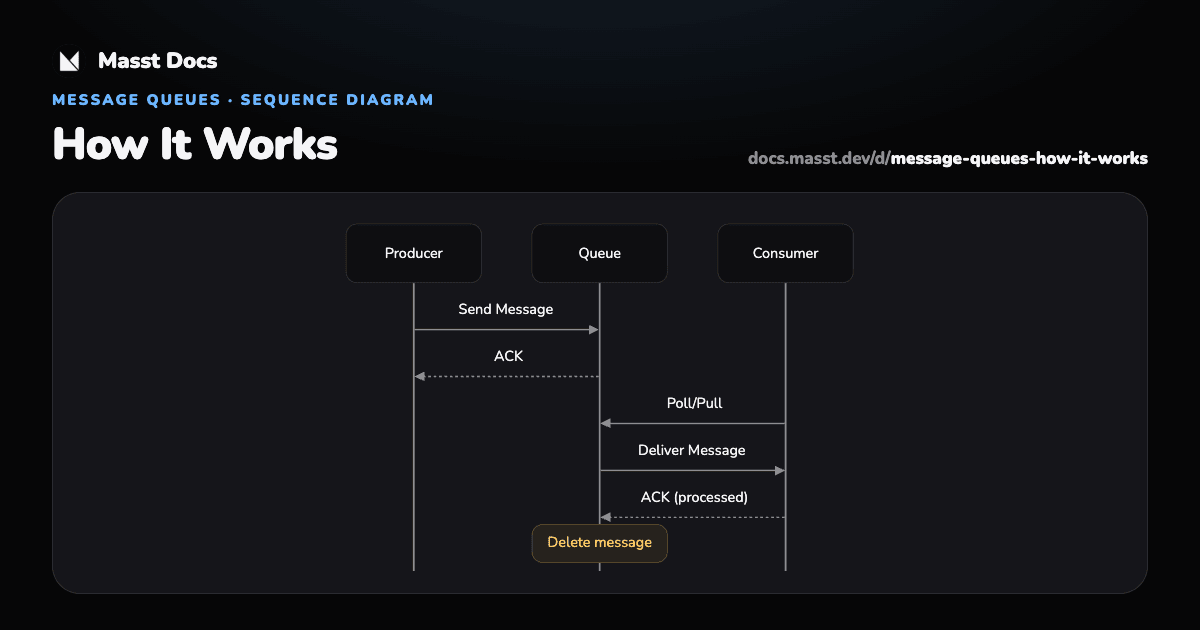 Masst Docs
MESSAGE QUEUES · SEQUENCE DIAGRAM
How It Works
docs.masst.dev/d/message-queues-how-it-works
Producer
Queue
Consumer
Send Message
ACK
Poll/Pull
Deliver Message
ACK (processed)
Delete message